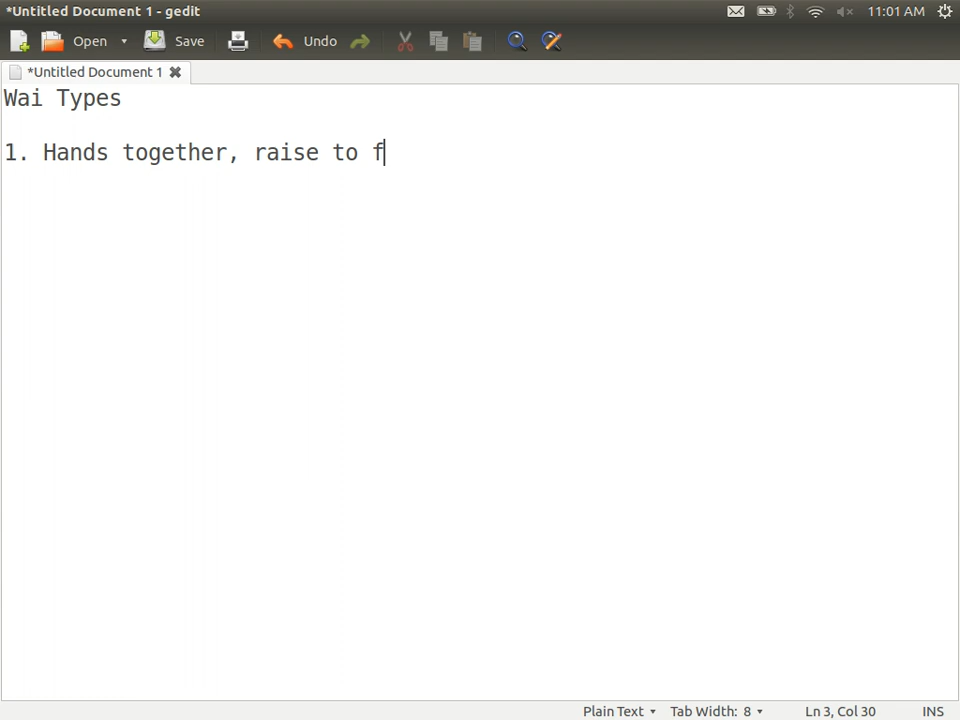 *Untitled Document 1 - gedit
11:01 AM
Open
Save
Undo
*Untitled Document 1
Wai Types
1. Hands together, raise to f
Plain Text
Tab Width: 8
Ln 3, Col 30
INS